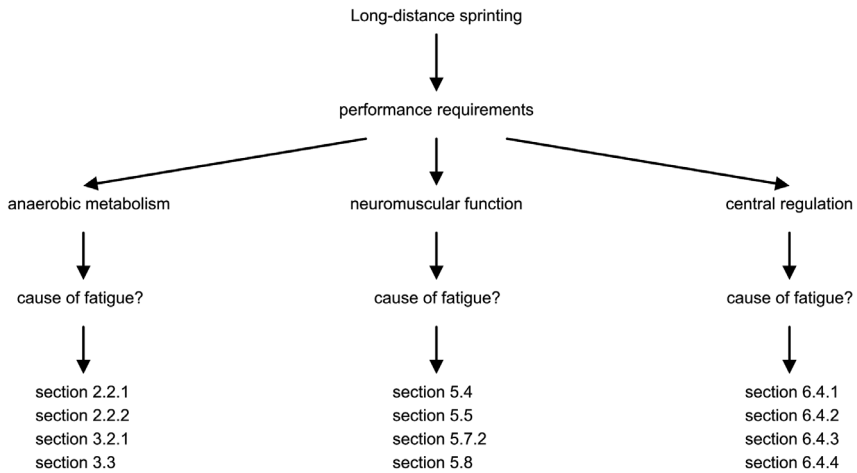 Long-distance sprinting
performance requirements
anaerobic metabolism
neuromuscular function
central regulation
cause of fatigue?
cause of fatigue?
cause of fatigue?
section 2.2.1
section 2.2.2
section 3.2.1
section 3.3
section 5.4
section 5.5
section 5.7.2
section 5.8
section 6.4.1
section 6.4.2
section 6.4.3
section 6.4.4